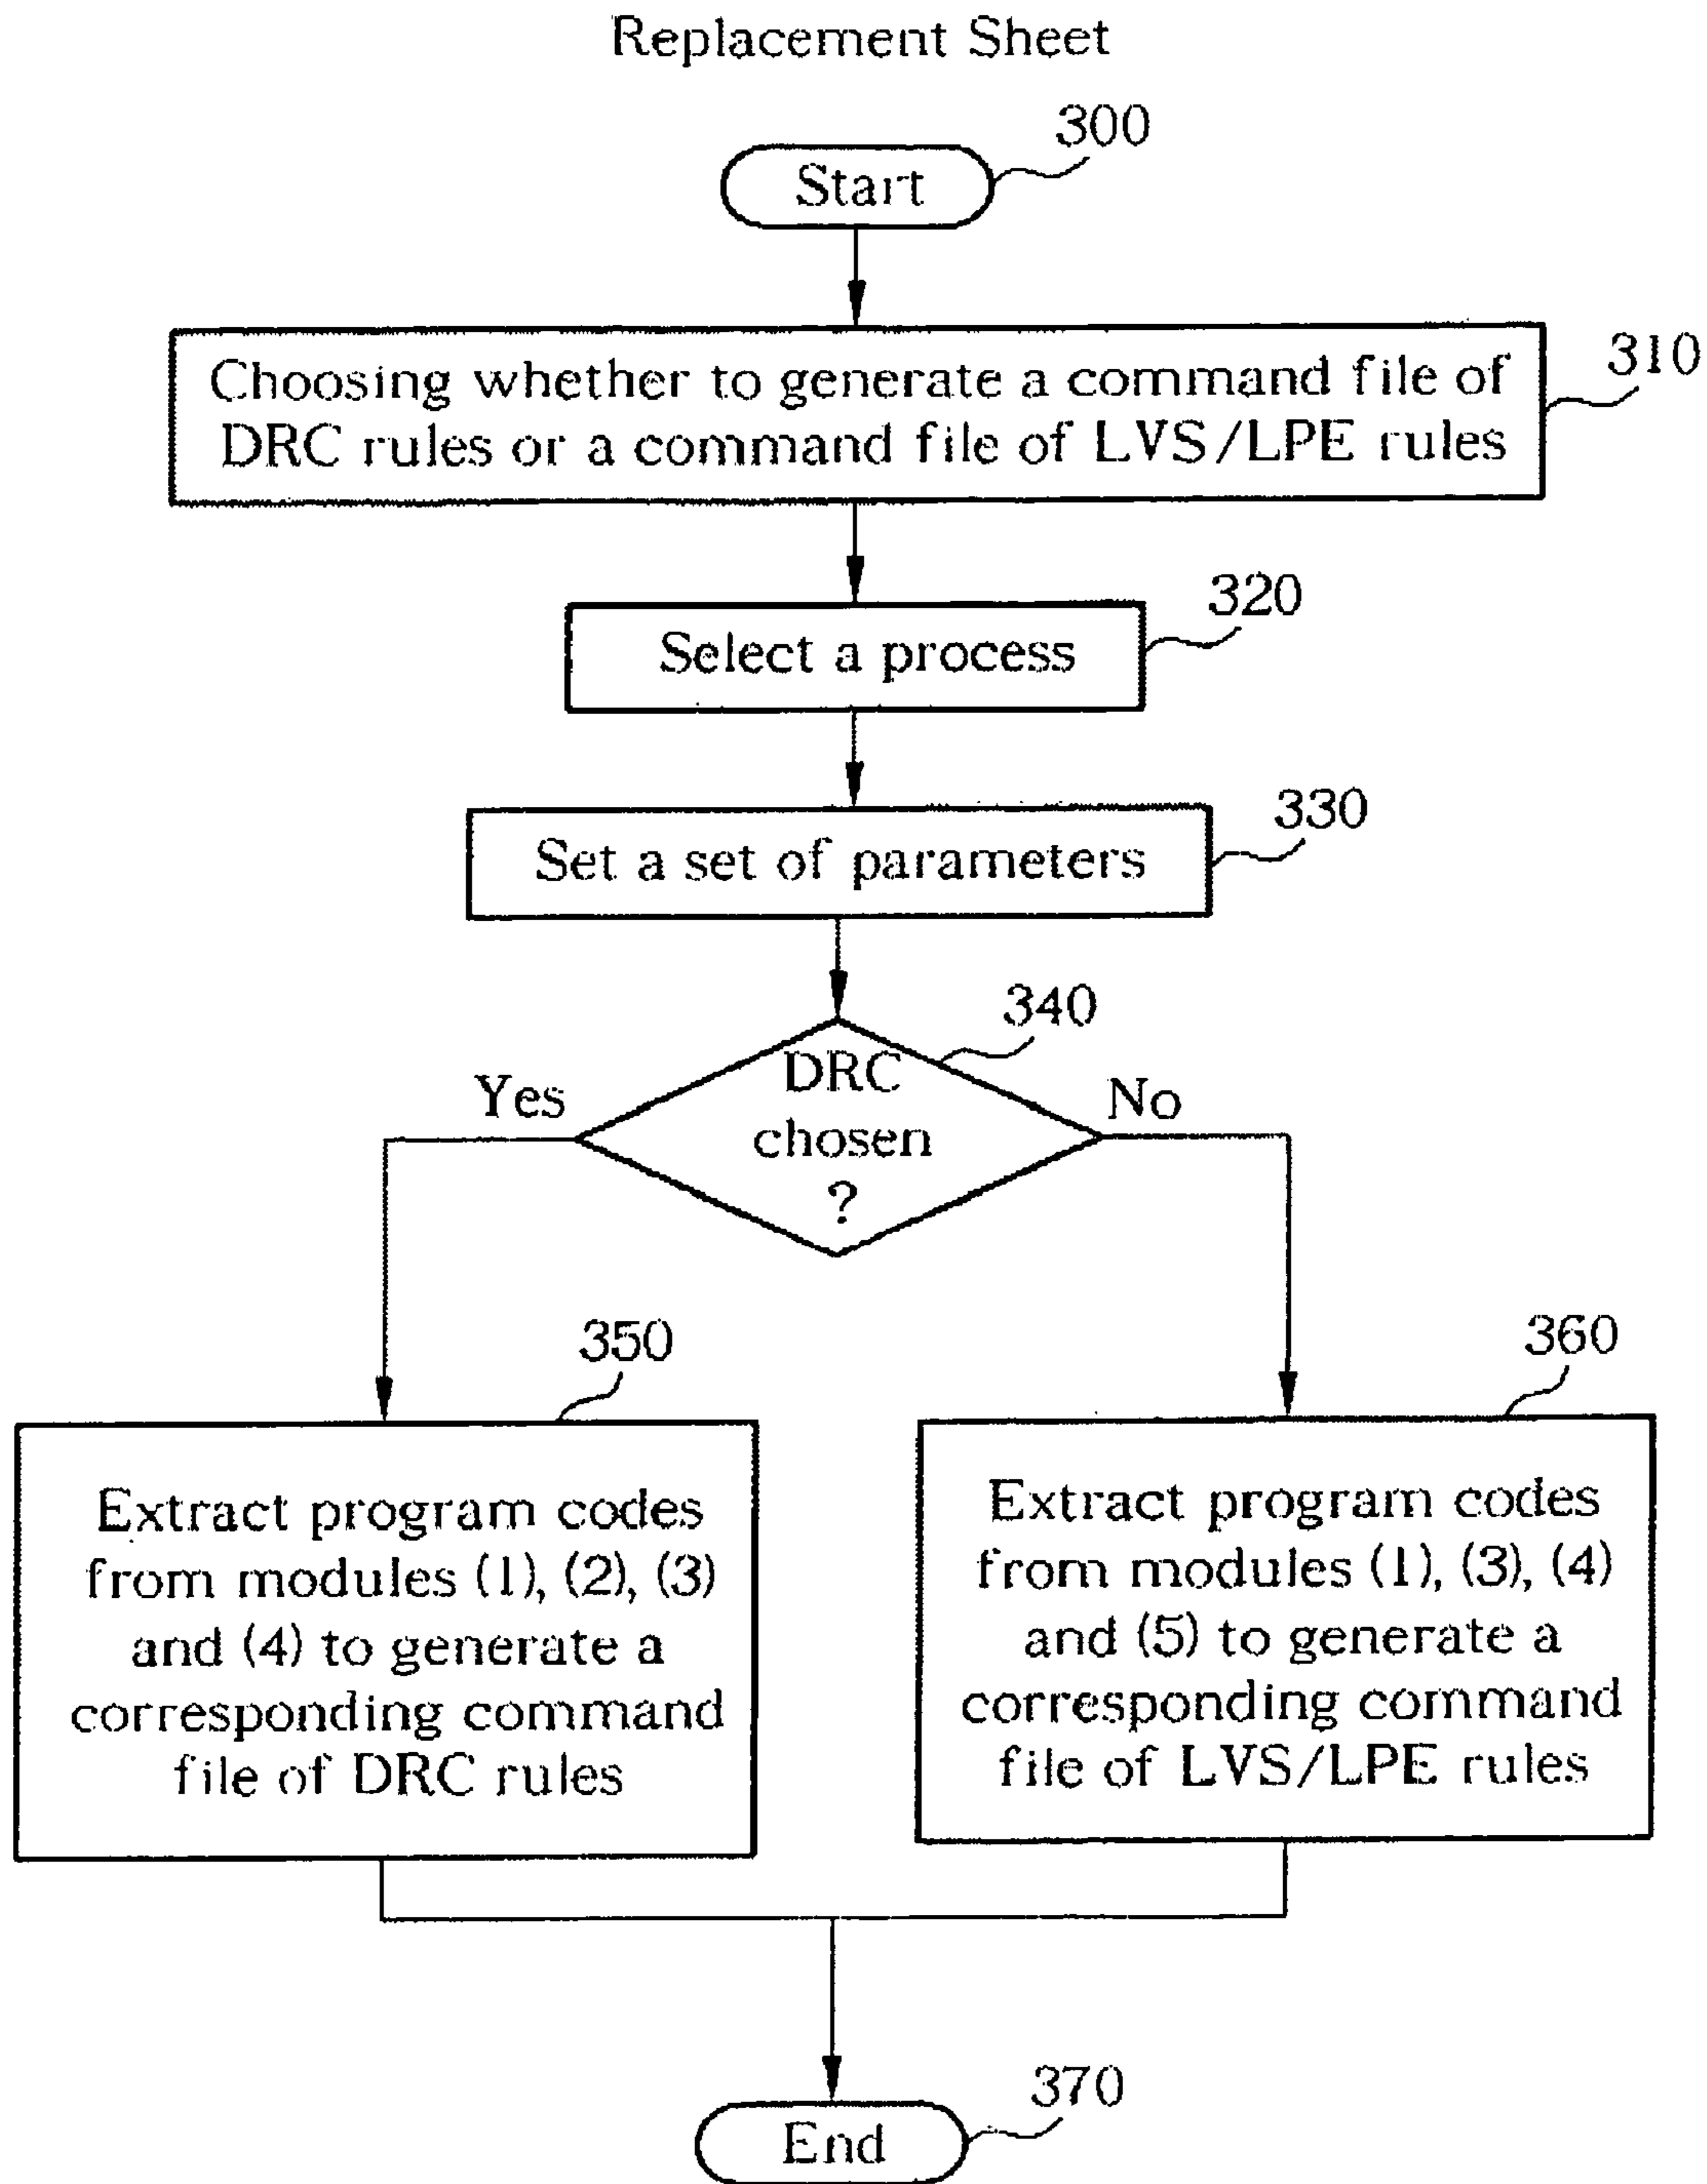 Replacement Sheet
300
Start
310
Choosing whether to generate a command file of
DRC rules or a command file of LVS/LPE rules
320
Select a process
330
Set a set of parameters
340
DRC
chosen
?
Yes
No
350
Extract program codes
from modules (1), (2), (3)
and (4) to generate a
corresponding command
file of DRC rules
360
Extract program codes
from modules (1), (3), (4)
and (5) to generate a
corresponding command
file of LVS/LPE rules
370
End